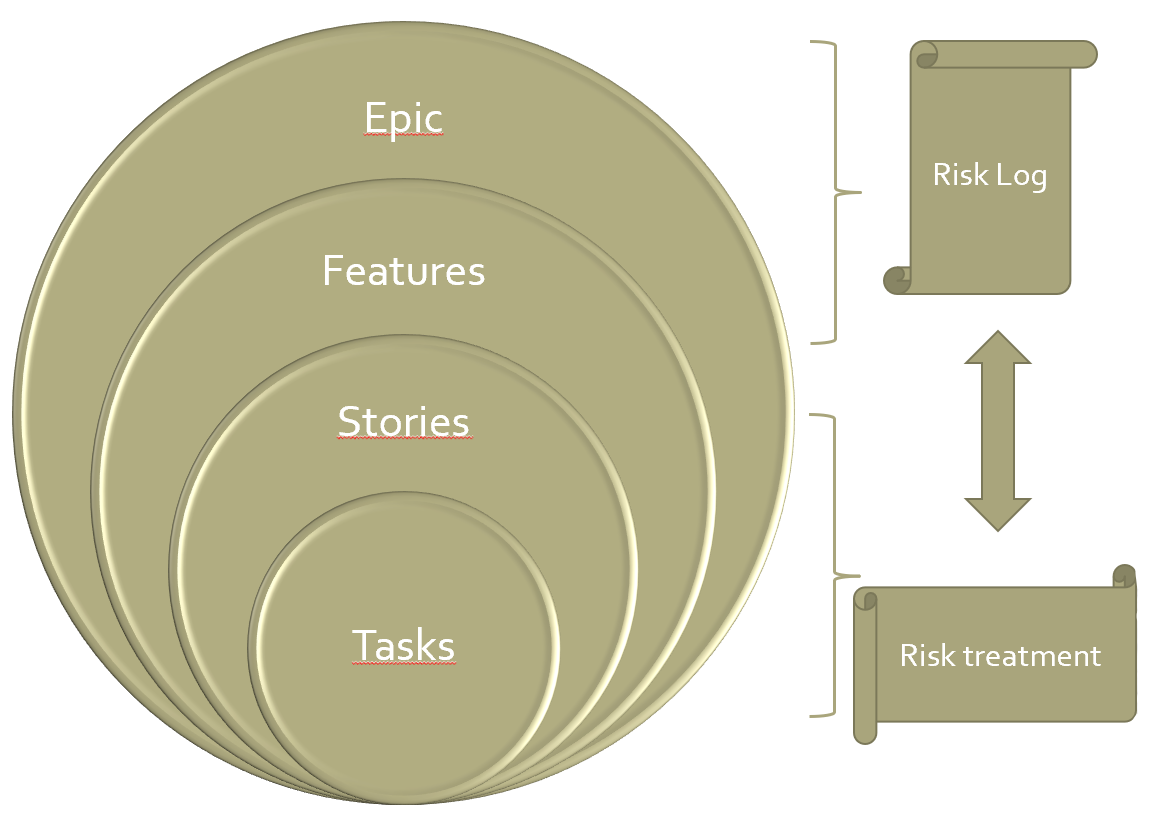 Epic
Features
Stories
Tasks
Risk Log
Risk treatment